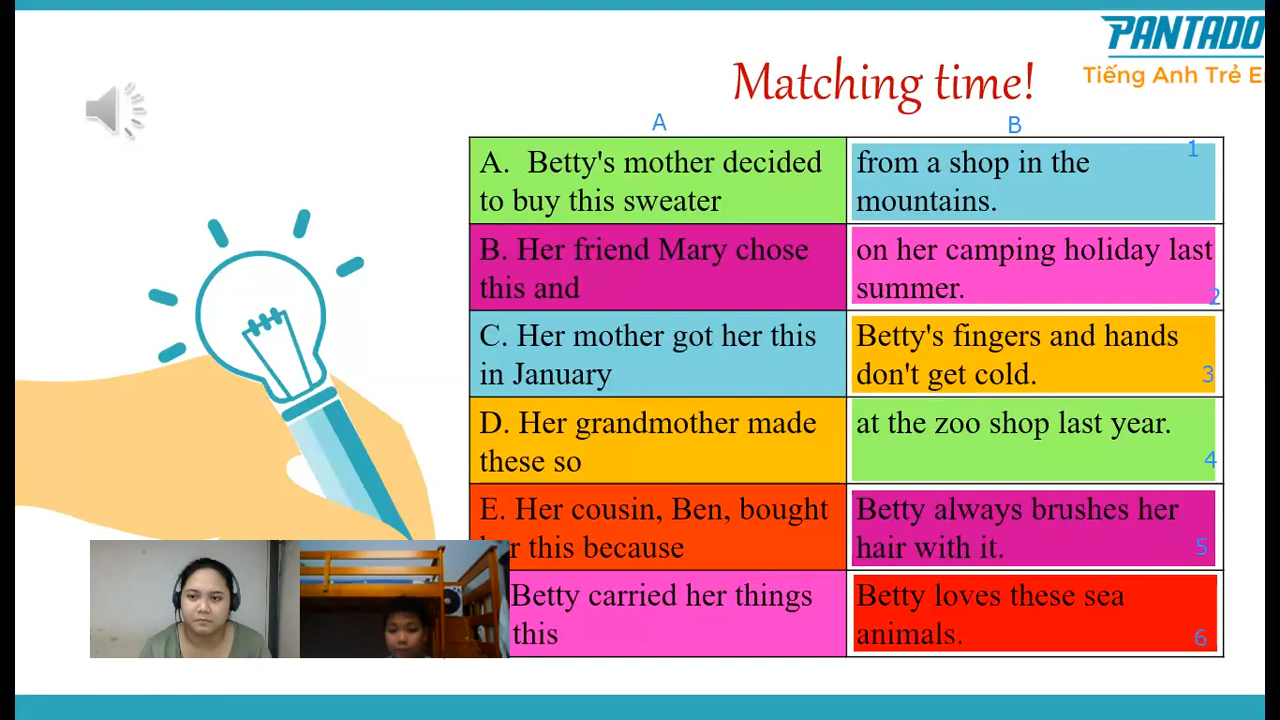 PANTADO
Tiếng Anh Trẻ E
Matching time!
A
B
A. Betty's mother decided
to buy this sweater
from a shop in the
mountains.
1
B. Her friend Mary chose
this and
on her camping holiday last
summer.
2
C. Her mother got her this
in January
Betty's fingers and hands
don't get cold.
3
D. Her grandmother made
these so
at the zoo shop last year.
4
E. Her cousin, Ben, bought
this because
Betty always brushes her
hair with it.
5
Betty carried her things
this
Betty loves these sea
animals.
6